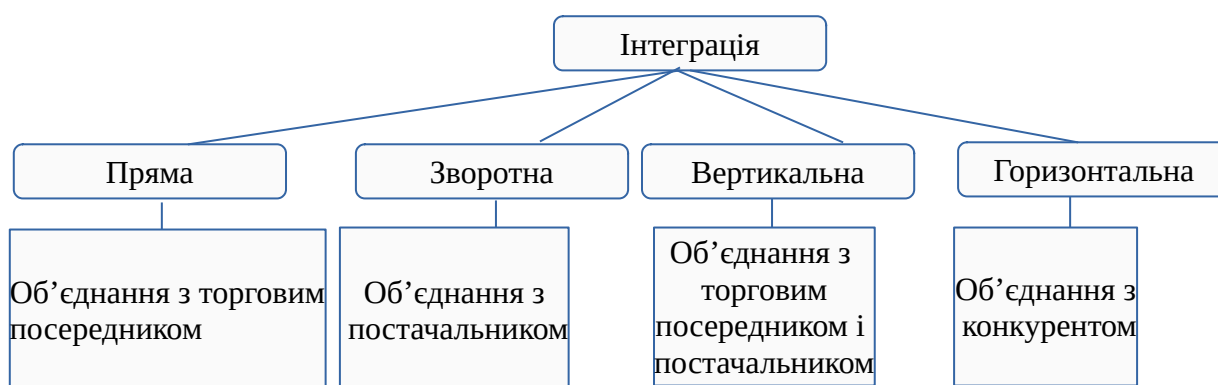 Інтеграція
Пряма
Зворотна
Вертикальна
Горизонтальна
Об’єднання з торговим
посередником
Об’єднання з
постачальником
Об’єднання з
торговим
посередником і
постачальником
Об’єднання з
конкурентом